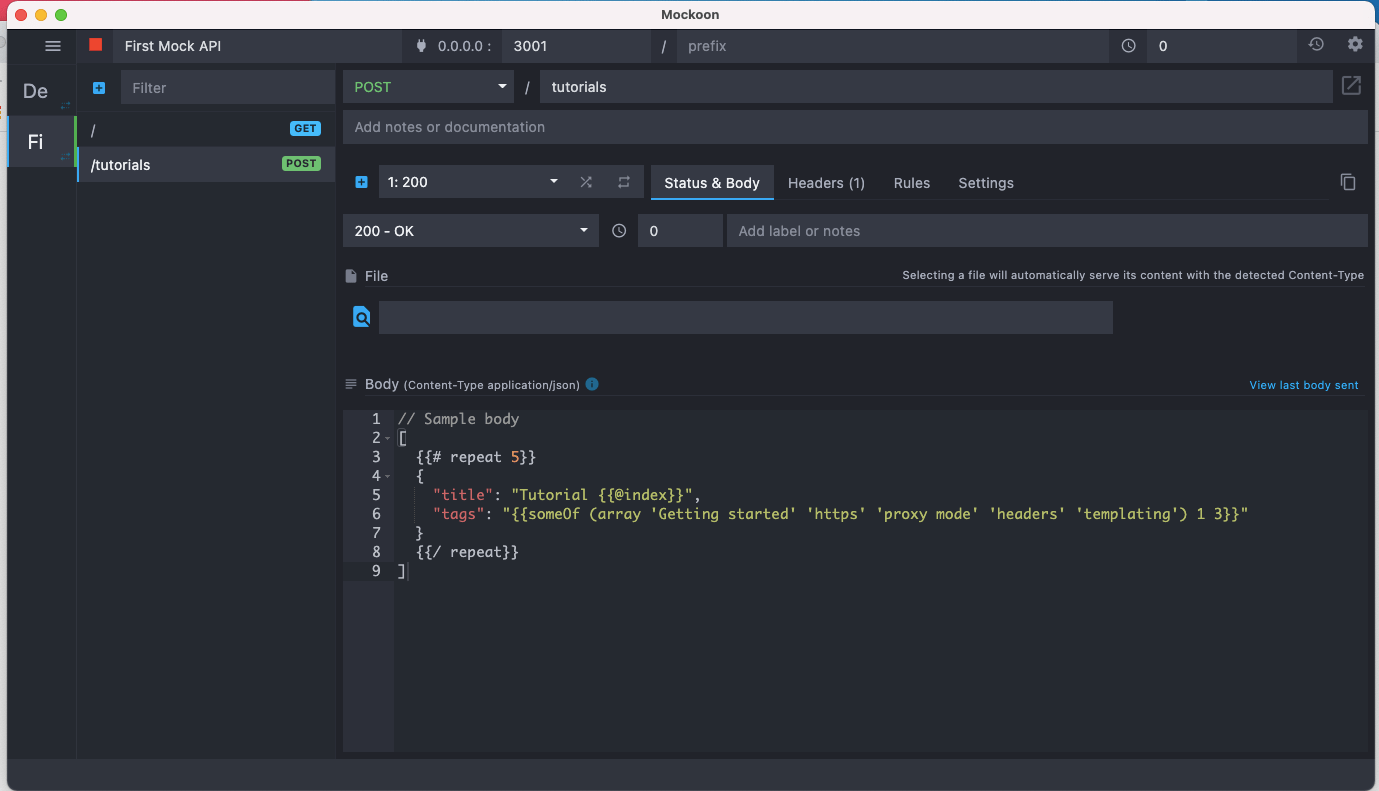 Mockoon
First Mock API
0.0.0.0 :
3001
/
prefix
0
De
Fi
Filter
/
GET
/tutorials
POST
POST
/
tutorials
Add notes or documentation
1: 200
Status & Body
Headers (1)
Rules
Settings
200 - OK
0
Add label or notes
File
Selecting a file will automatically serve its content with the detected Content-Type
Body (Content-Type application/json)
View last body sent
1 // Sample body
2 [
3 {{# repeat 5}}
4 {
5 "title": "Tutorial {{@index}}",
6 "tags": "{{someOf (array 'Getting started' 'https' 'proxy mode' 'headers' 'templating') 1 3}}"
7 }
8 {{/ repeat}}
9 ]